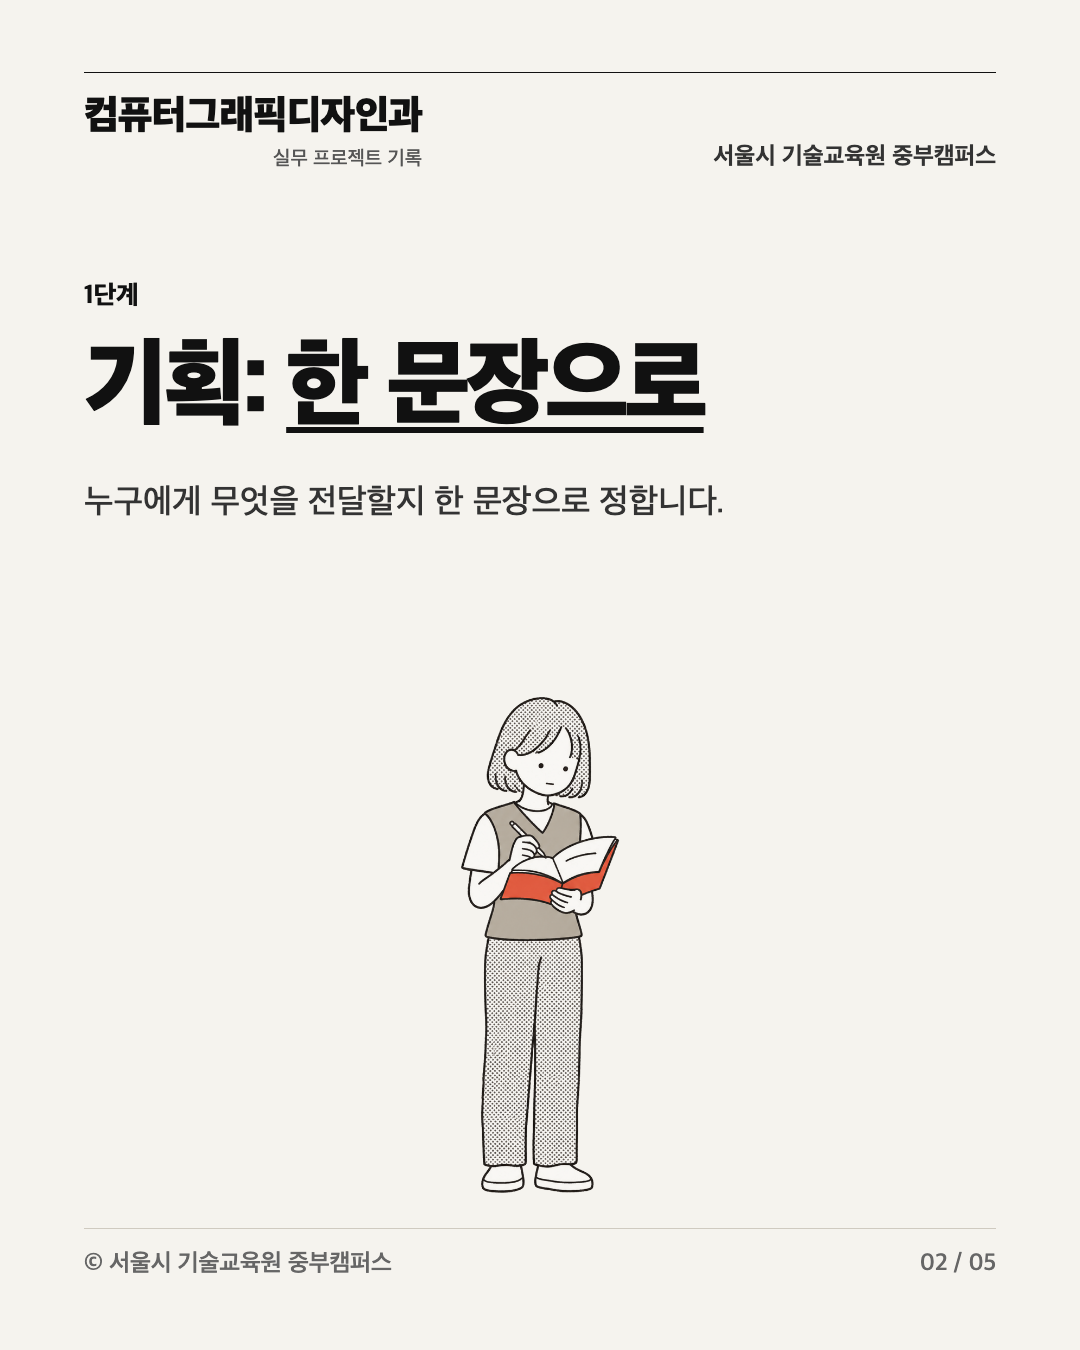 컴퓨터그래픽디자인과
실무 프로젝트 기록
서울시 기술교육원 중부캠퍼스
1단계
기획: 한 문장으로
누구에게 무엇을 전달할지 한 문장으로 정합니다.
© 서울시 기술교육원 중부캠퍼스
02 / 05